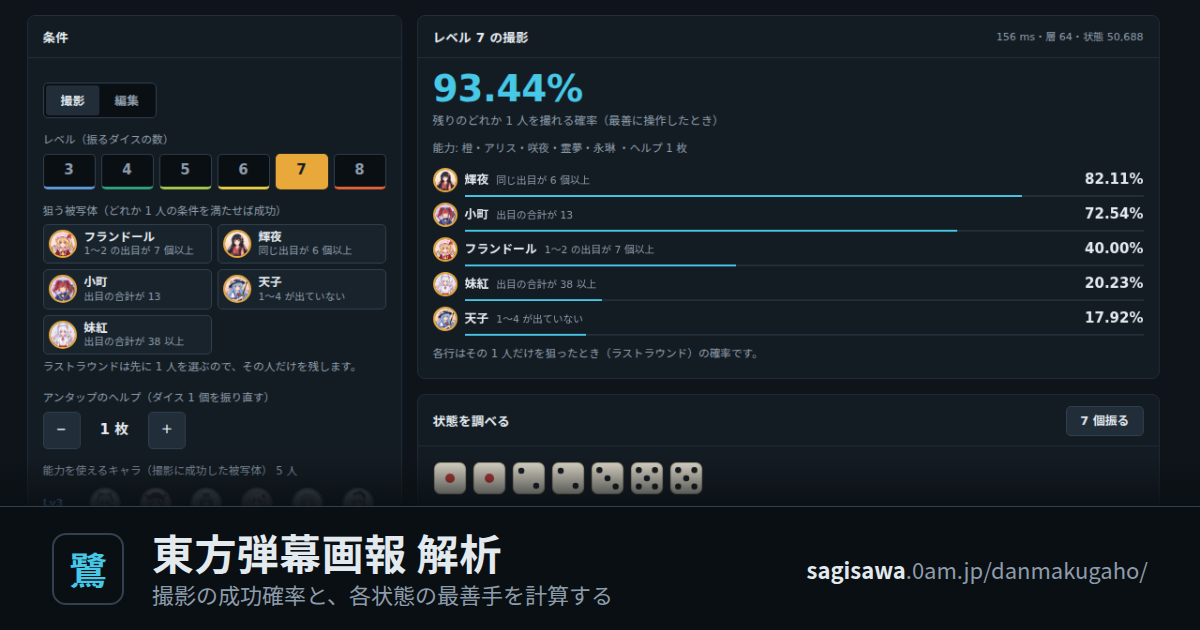 条件
撮影 編集
レベル（振るダイスの数）
3 4 5 6 7 8
狙う被写体（どれか 1 人の条件を満たせば成功）
フランドール
1〜2 の出目が 7 個以上
輝夜
同じ出目が 6 個以上
小町
出目の合計が 13
天子
1〜4 が出ていない
妹紅
出目の合計が 38 以上
ラストラウンドは先に 1 人を選ぶので、その人だけを残します。
アンタップのヘルプ（ダイス 1 個を振り直す）
− 1 枚 +
能力を使えるキャラ（撮影に成功した被写体） 5 人
Lv3
レベル 7 の撮影
156 ms・層 64・状態 50,688
93.44%
残りのどれか 1 人を撮れる確率（最善に操作したとき）
能力: 橙・アリス・咲夜・霊夢・永琳 ・ヘルプ 1 枚
輝夜 同じ出目が 6 個以上 82.11%
小町 出目の合計が 13 72.54%
フランドール 1〜2 の出目が 7 個以上 40.00%
妹紅 出目の合計が 38 以上 20.23%
天子 1〜4 が出ていない 17.92%
各行はその 1 人だけを狙ったとき（ラストラウンド）の確率です。
状態を調べる
7 個振る
鷺
東方弾幕画報 解析
撮影の成功確率と、各状態の最善手を計算する
sagisawa.0am.jp/danmakugaho/